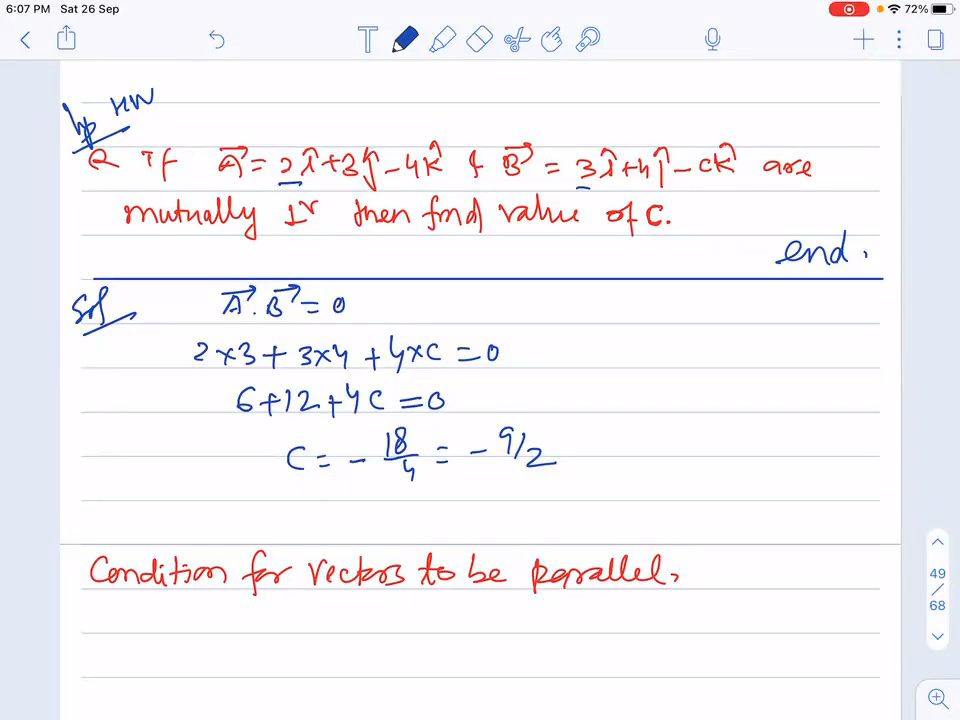 6:07 PM Sat 26 Sep
72%
T
Imp HW
Q If A⃗ = 2î+3ĵ-4k̂ & B⃗ = 3î+4ĵ-ck̂ are
mutually ⊥r then find value of C.
end.
Sol
A⃗.B⃗=0
2×3+3×4+4×C=0
6+12+4C=0
C=-18/4=-9/2
Condition for vectors to be parallel.
49
/
68